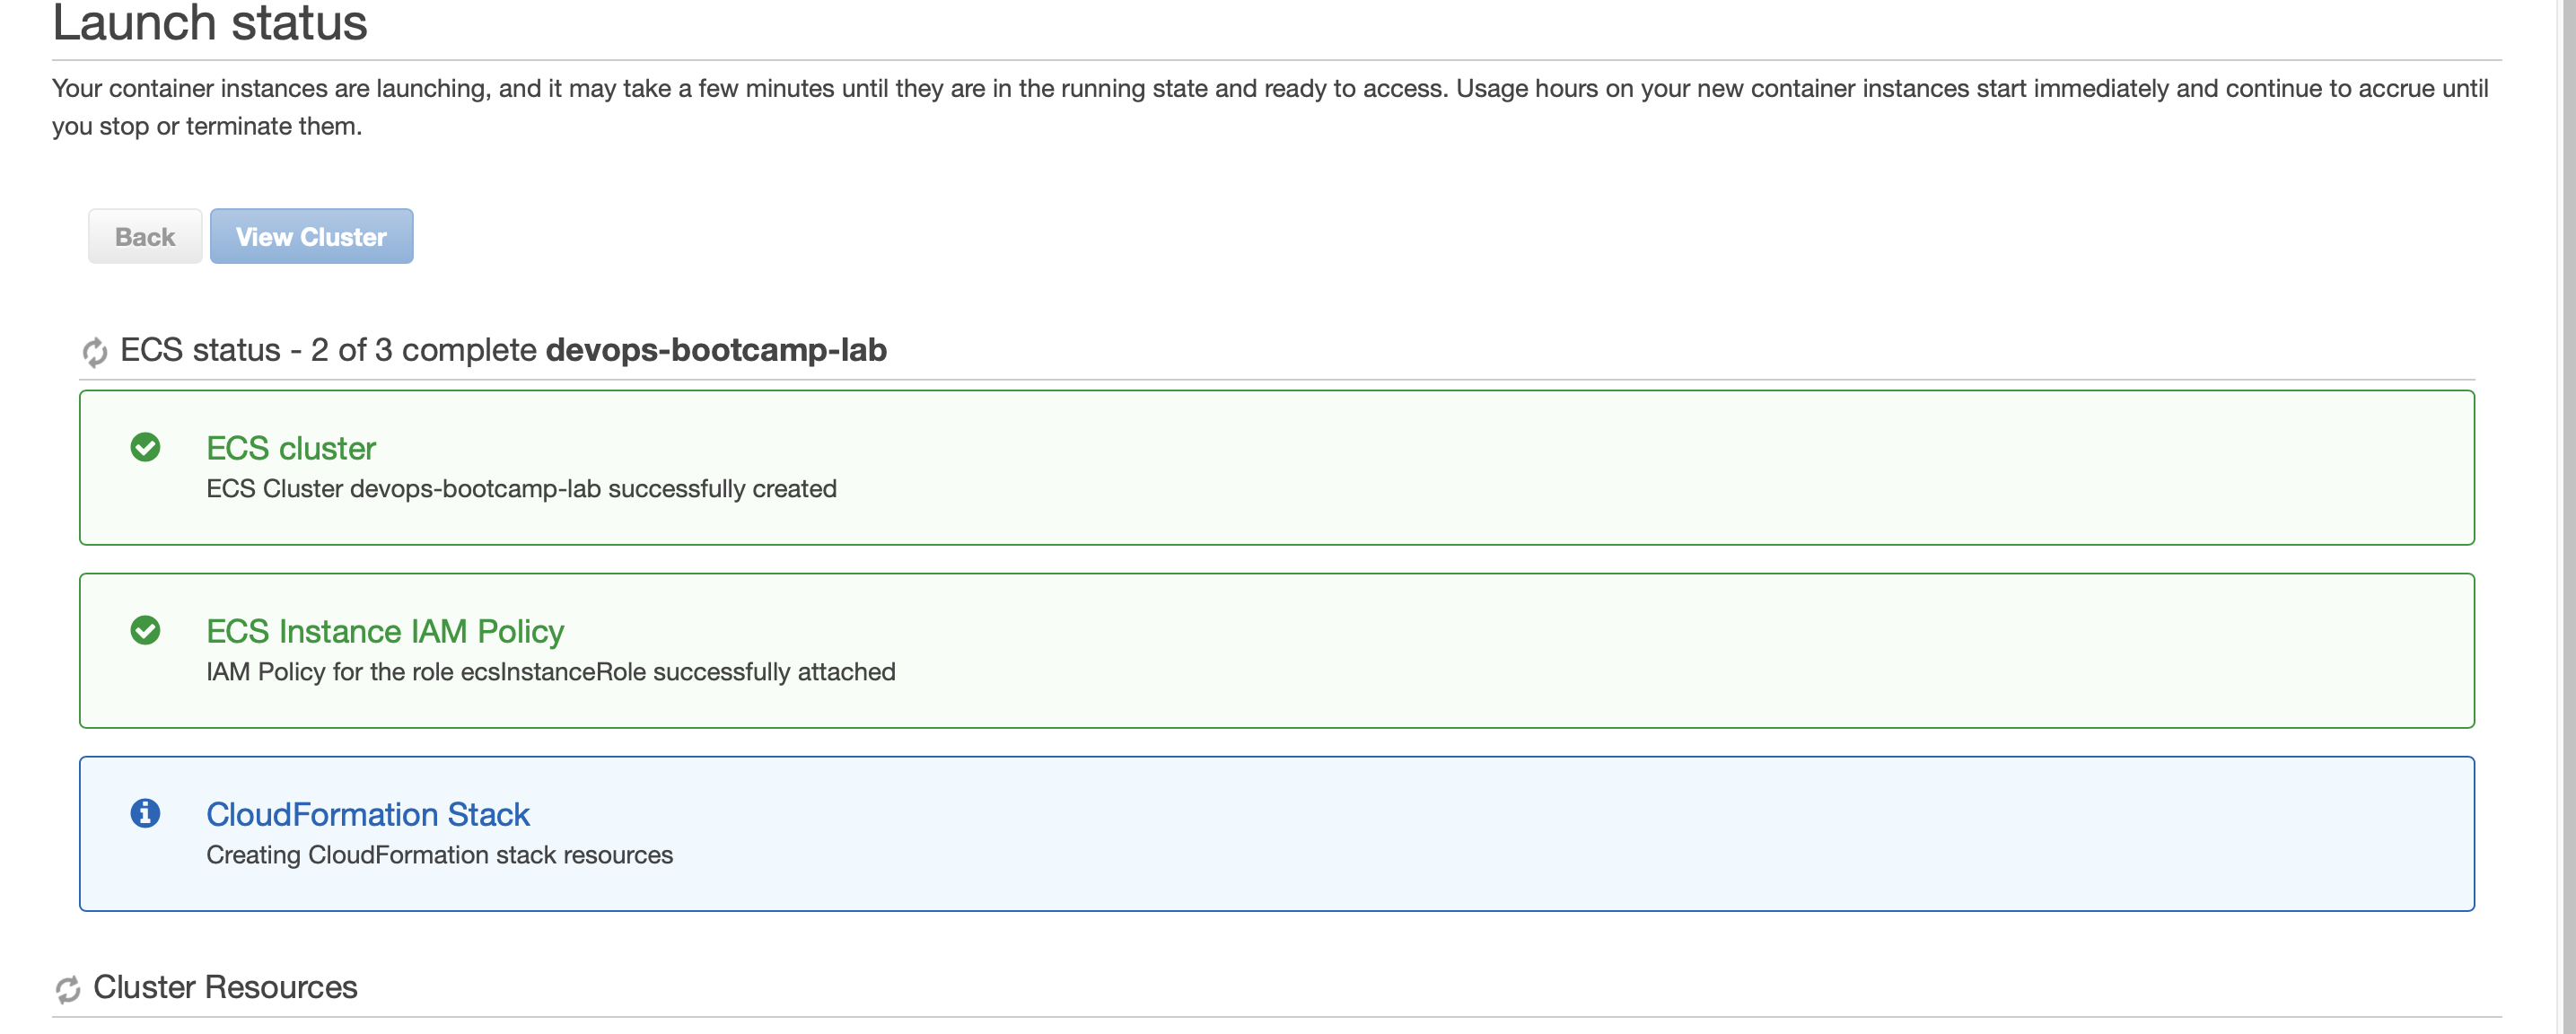 Launch status
Your container instances are launching, and it may take a few minutes until they are in the running state and ready to access. Usage hours on your new container instances start immediately and continue to accrue until
you stop or terminate them.
Back
View Cluster
ECS status - 2 of 3 complete devops-bootcamp-lab
ECS cluster
ECS Cluster devops-bootcamp-lab successfully created
ECS Instance IAM Policy
IAM Policy for the role ecsInstanceRole successfully attached
CloudFormation Stack
Creating CloudFormation stack resources
Cluster Resources